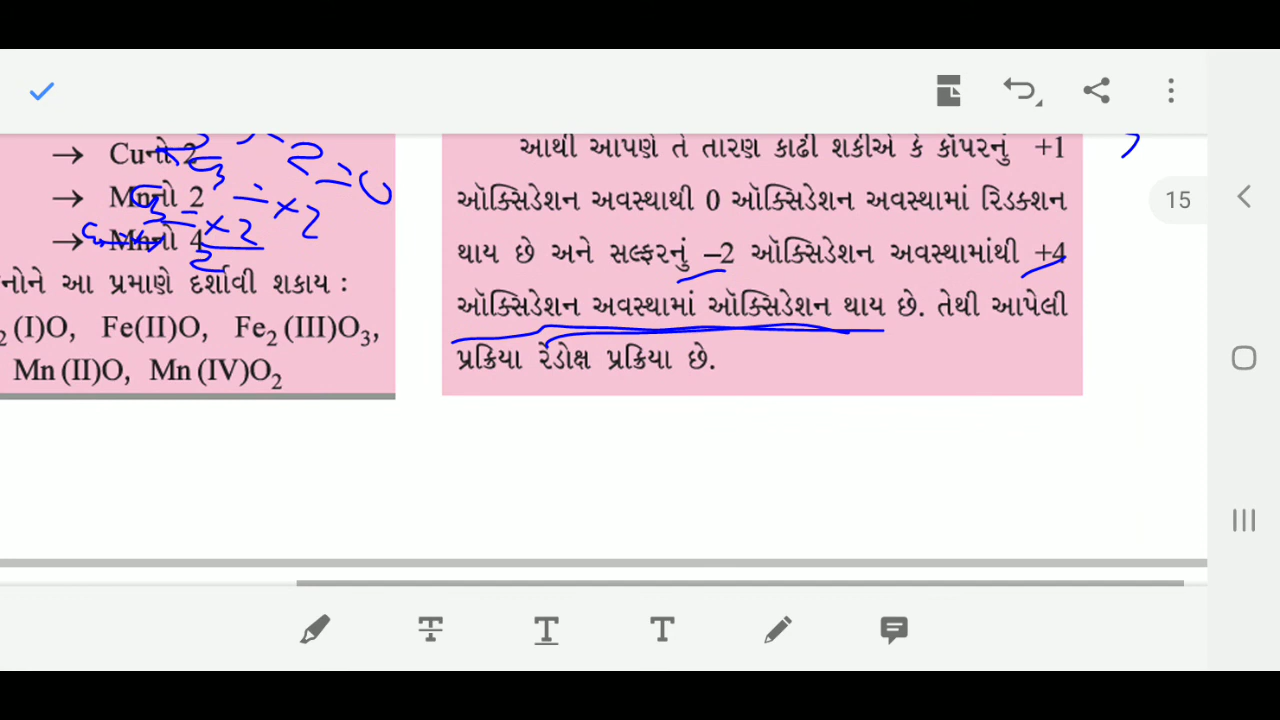 → Cuનો 2
→ Mnનો 2
→ Mnનો 4
નોને આ પ્રમાણે દર્શાવી શકાય :
₂ (I)O, Fe(II)O, Fe₂ (III)O₃,
Mn (II)O, Mn (IV)O₂
આથી આપણે તે તારણ કાઢી શકીએ કે કૉપરનું +1
ઑક્સિડેશન અવસ્થાથી 0 ઑક્સિડેશન અવસ્થામાં રિડક્શન
થાય છે અને સલ્ફરનું –2 ઑક્સિડેશન અવસ્થામાંથી +4
ઑક્સિડેશન અવસ્થામાં ઑક્સિડેશન થાય છે. તેથી આપેલી
પ્રક્રિયા રેડોક્ષ પ્રક્રિયા છે.
15